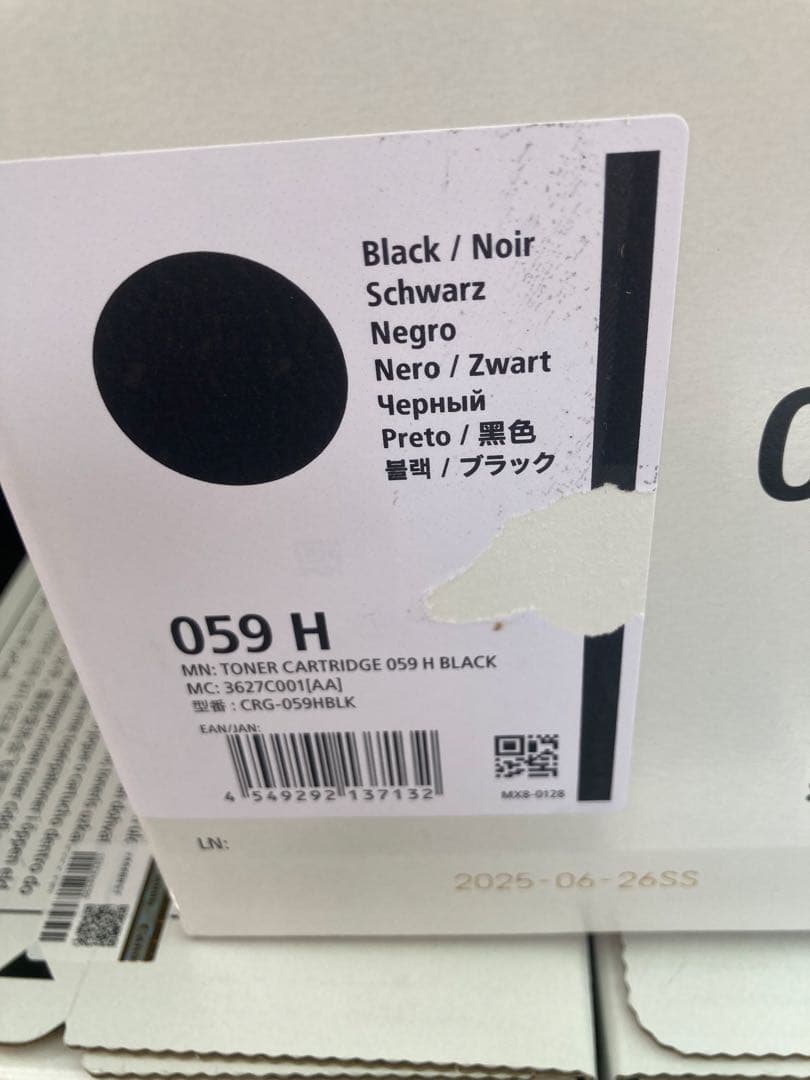 Black / Noir
Schwarz
Negro
Nero / Zwart
Черный
Preto / 黑色
블랙 / ブラック
059 H
MN: TONER CARTRIDGE 059 H BLACK
MC: 3627C001[AA]
型番 : CRG-059HBLK
EAN/JAN:
4 549292 137132
MX8-0128
LN:
2025-06-26SS